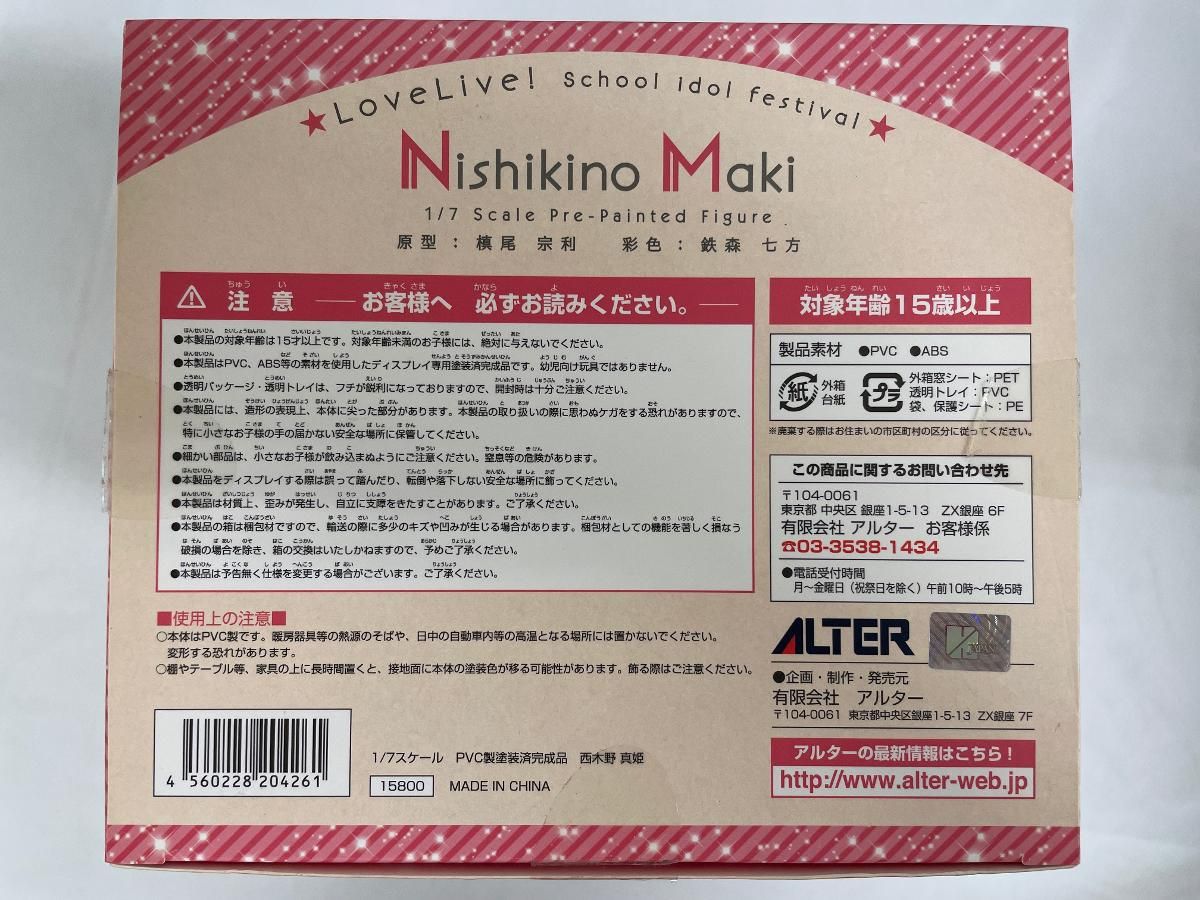 ★LoveLive! School idol festival★
Nishikino Maki
1/7 Scale Pre-Painted Figure
原型：槙尾 宗利　彩色：鉄森 七方
注意 ── お客様へ 必ずお読みください。──
●本製品の対象年齢は15才以上です。対象年齢未満のお子様には、絶対に与えないでください。
●本製品はPVC、ABS等の素材を使用したディスプレイ専用塗装済完成品です。幼児向け玩具ではありません。
●透明パッケージ・透明トレイは、フチが鋭利になっておりますので、開封時は十分ご注意ください。
●本製品には、造形の表現上、本体に尖った部分があります。本製品の取り扱いの際に思わぬケガをする恐れがありますので、
特に小さなお子様の手の届かない安全な場所に保管してください。
●細かい部品は、小さなお子様が飲み込まぬようにご注意ください。窒息等の危険があります。
●本製品をディスプレイする際は誤って踏んだり、転倒や落下しない安全な場所に飾ってください。
●本製品は材質上、歪みが発生し、自立に支障をきたすことがあります。ご了承ください。
●本製品の箱は梱包材ですので、輸送の際に多少のキズや凹みが生じる場合があります。梱包材としての機能を著しく損なう
破損の場合を除き、箱の交換はいたしかねますので、予めご了承ください。
●本製品は予告無く仕様を変更する場合がございます。ご了承ください。
■使用上の注意■
○本体はPVC製です。暖房器具等の熱源のそばや、日中の自動車内等の高温となる場所には置かないでください。
変形する恐れがあります。
○棚やテーブル等、家具の上に長時間置くと、接地面に本体の塗装色が移る可能性があります。飾る際はご注意ください。
4 560228 204261
1/7スケール　PVC製塗装済完成品　西木野 真姫
15800　MADE IN CHINA
対象年齢15歳以上
製品素材　●PVC　●ABS
紙 外箱
台紙
プラ 外箱窓シート：PET
透明トレイ：PVC
袋、保護シート：PE
※廃棄する際はお住まいの市区町村の区分に従ってください。
この商品に関するお問い合わせ先
〒104-0061
東京都 中央区 銀座1-5-13　ZX銀座 6F
有限会社 アルター　お客様係
☎03-3538-1434
●電話受付時間
月〜金曜日（祝祭日を除く）午前10時〜午後5時
ALTER
JAPAN
●企画・制作・発売元
有限会社　アルター
〒104-0061　東京都中央区銀座1-5-13　ZX銀座 7F
アルターの最新情報はこちら！
http://www.alter-web.jp